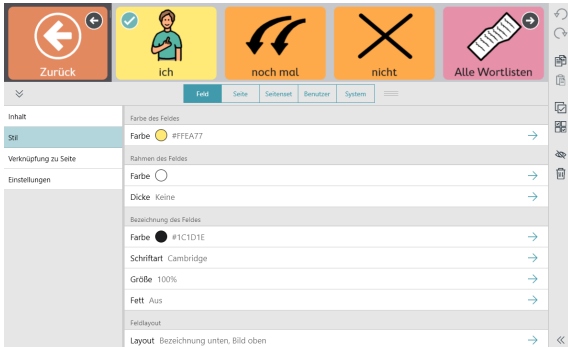 Zurück
ich
noch mal
nicht
Alle Wortlisten
Feld
Seite
Seitenset
Benutzer
System
Inhalt
Stil
Verknüpfung zu Seite
Einstellungen
Farbe des Feldes
Farbe #FFEA77
Rahmen des Feldes
Farbe
Dicke Keine
Bezeichnung des Feldes
Farbe #1C1D1E
Schriftart Cambridge
Größe 100%
Fett Aus
Feldlayout
Layout Bezeichnung unten, Bild oben